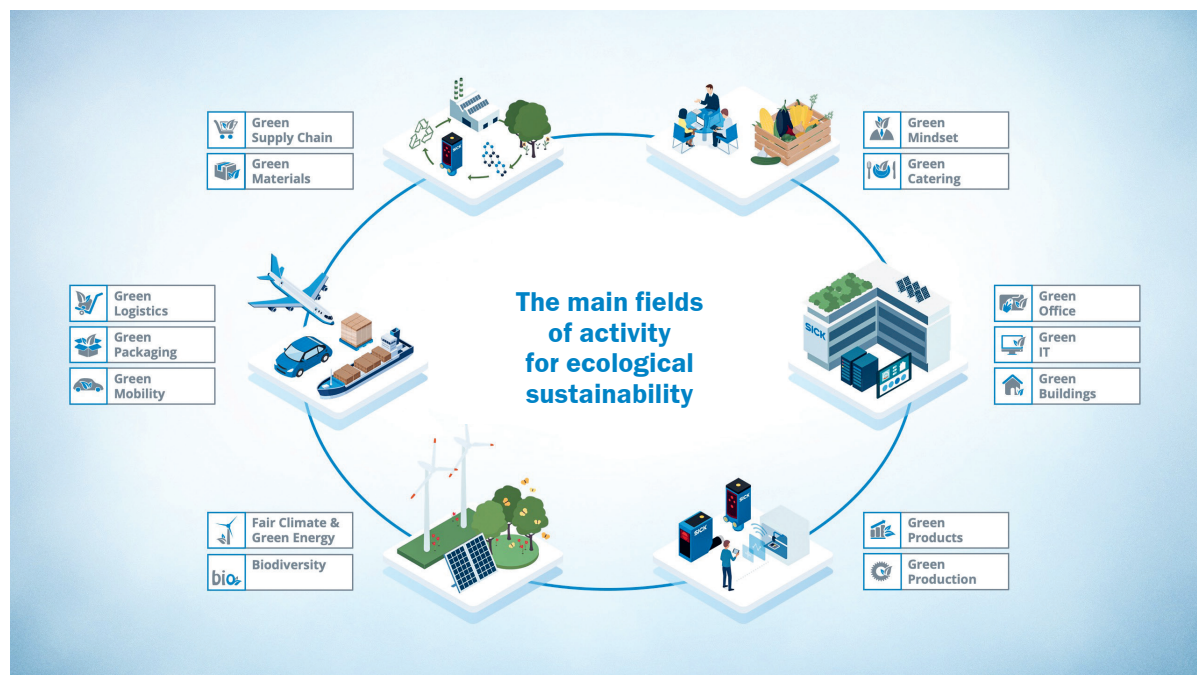 Green
Supply Chain
Green
Materials
Green
Mindset
Green
Catering
Green
Logistics
Green
Packaging
Green
Mobility
The main fields
of activity
for ecological
sustainability
SICK
Green
Office
Green
IT
Green
Buildings
Fair Climate &
Green Energy
bio
Biodiversity
SICK
SICK
Green
Products
Green
Production